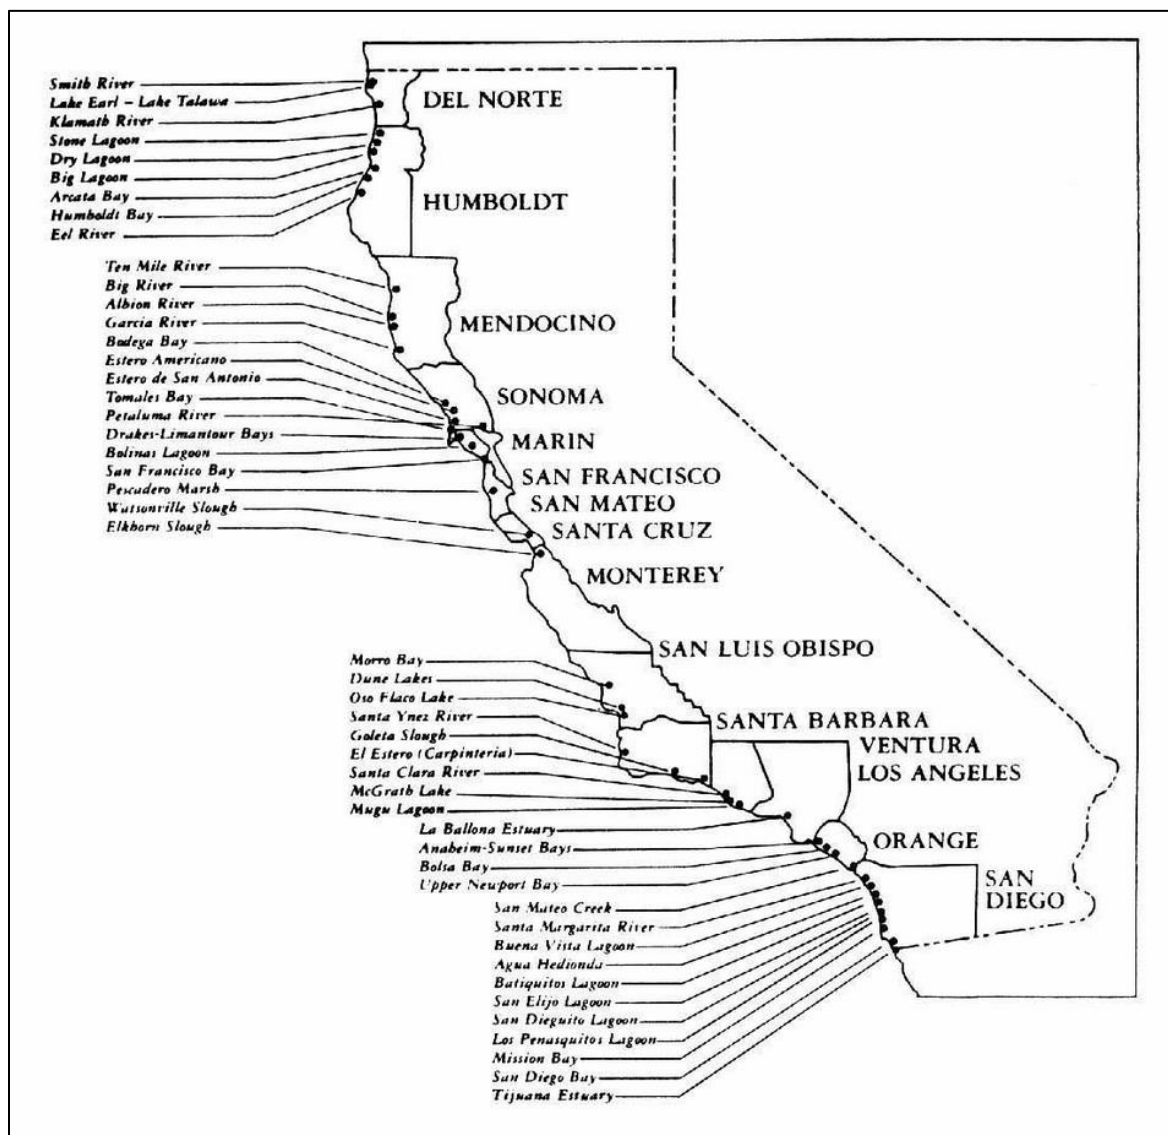 Smith River
Lake Earl – Lake Talawa
Klamath River
Stone Lagoon
Dry Lagoon
Big Lagoon
Arcata Bay
Humboldt Bay
Eel River
DEL NORTE
HUMBOLDT
Ten Mile River
Big River
Albion River
Garcia River
Bodega Bay
Estero Americano
Estero de San Antonio
Tomales Bay
Petaluma River
Drakes-Limantour Bays
Bolinas Lagoon
San Francisco Bay
Pescadero Marsh
Watsonville Slough
Elkhorn Slough
MENDOCINO
SONOMA
MARIN
SAN FRANCISCO
SAN MATEO
SANTA CRUZ
MONTEREY
SAN LUIS OBISPO
Morro Bay
Dune Lakes
Oso Flaco Lake
Santa Ynez River
Goleta Slough
El Estero (Carpinteria)
Santa Clara River
McGrath Lake
Mugu Lagoon
SANTA BARBARA
VENTURA
LOS ANGELES
La Ballona Estuary
Anaheim-Sunset Bays
Bolsa Bay
Upper Newport Bay
ORANGE
SAN
DIEGO
San Mateo Creek
Santa Margarita River
Buena Vista Lagoon
Agua Hedionda
Batiquitos Lagoon
San Elijo Lagoon
San Dieguito Lagoon
Los Penasquitos Lagoon
Mission Bay
San Diego Bay
Tijuana Estuary